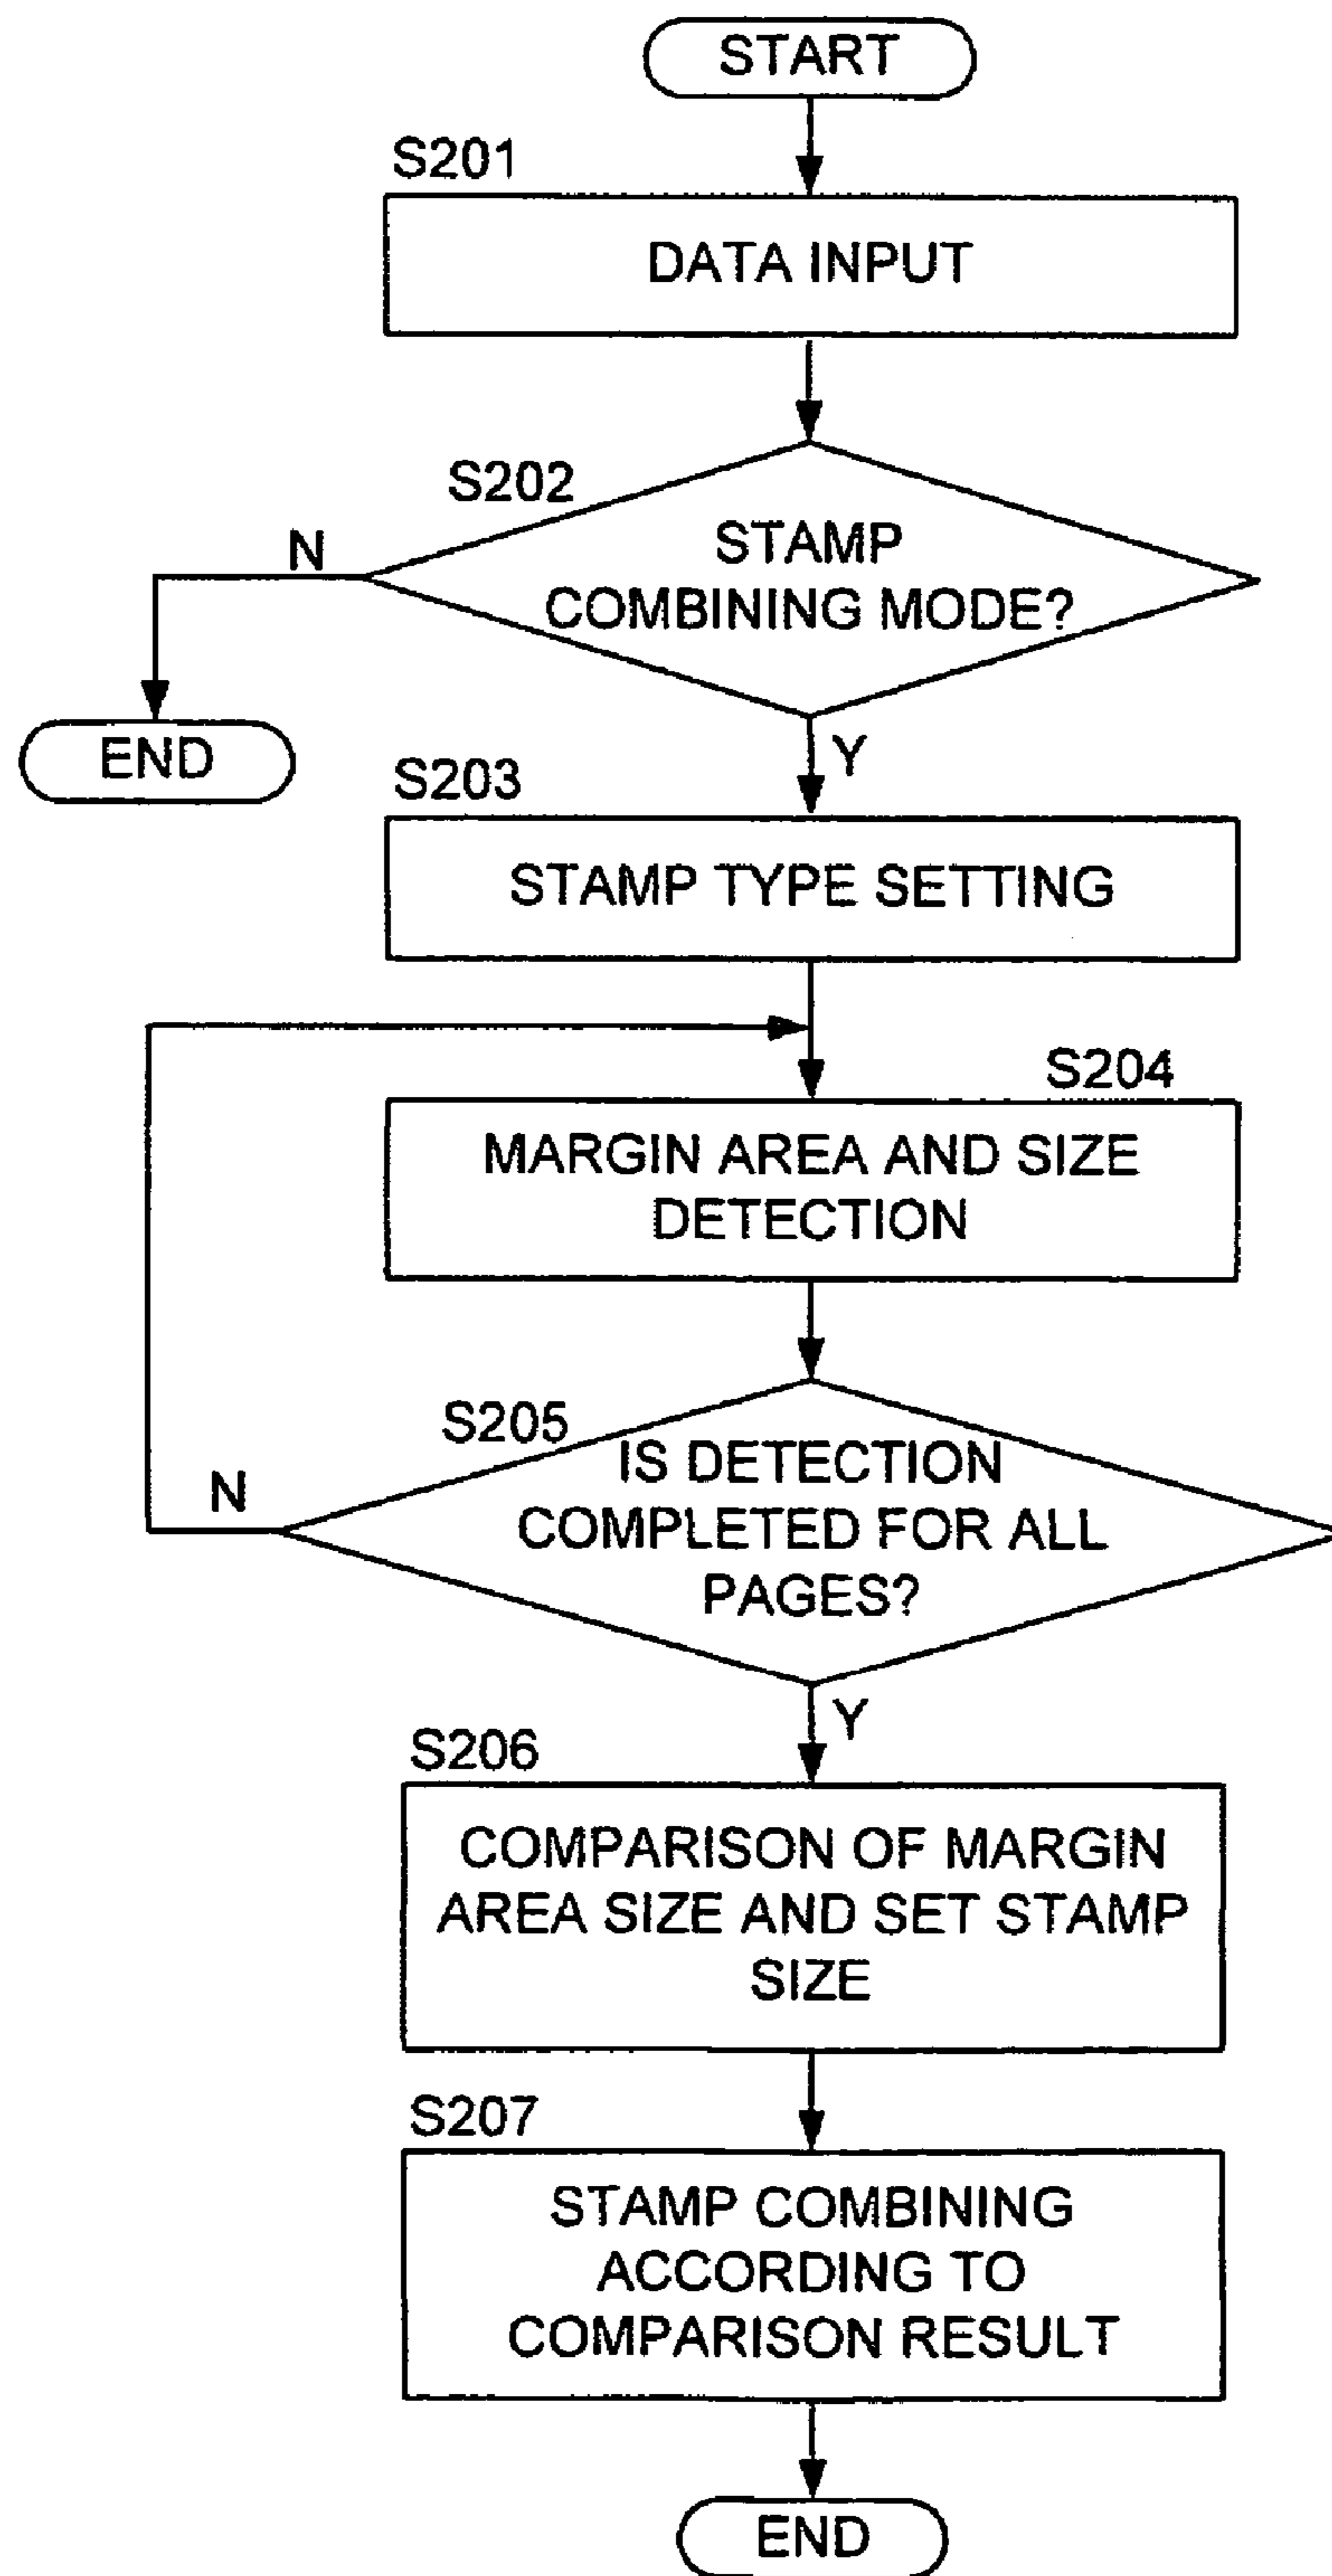 START
S201
DATA INPUT
S202
STAMP
COMBINING MODE?
N
END
Y
S203
STAMP TYPE SETTING
S204
MARGIN AREA AND SIZE
DETECTION
S205
IS DETECTION
COMPLETED FOR ALL
PAGES?
N
Y
S206
COMPARISON OF MARGIN
AREA SIZE AND SET STAMP
SIZE
S207
STAMP COMBINING
ACCORDING TO
COMPARISON RESULT
END